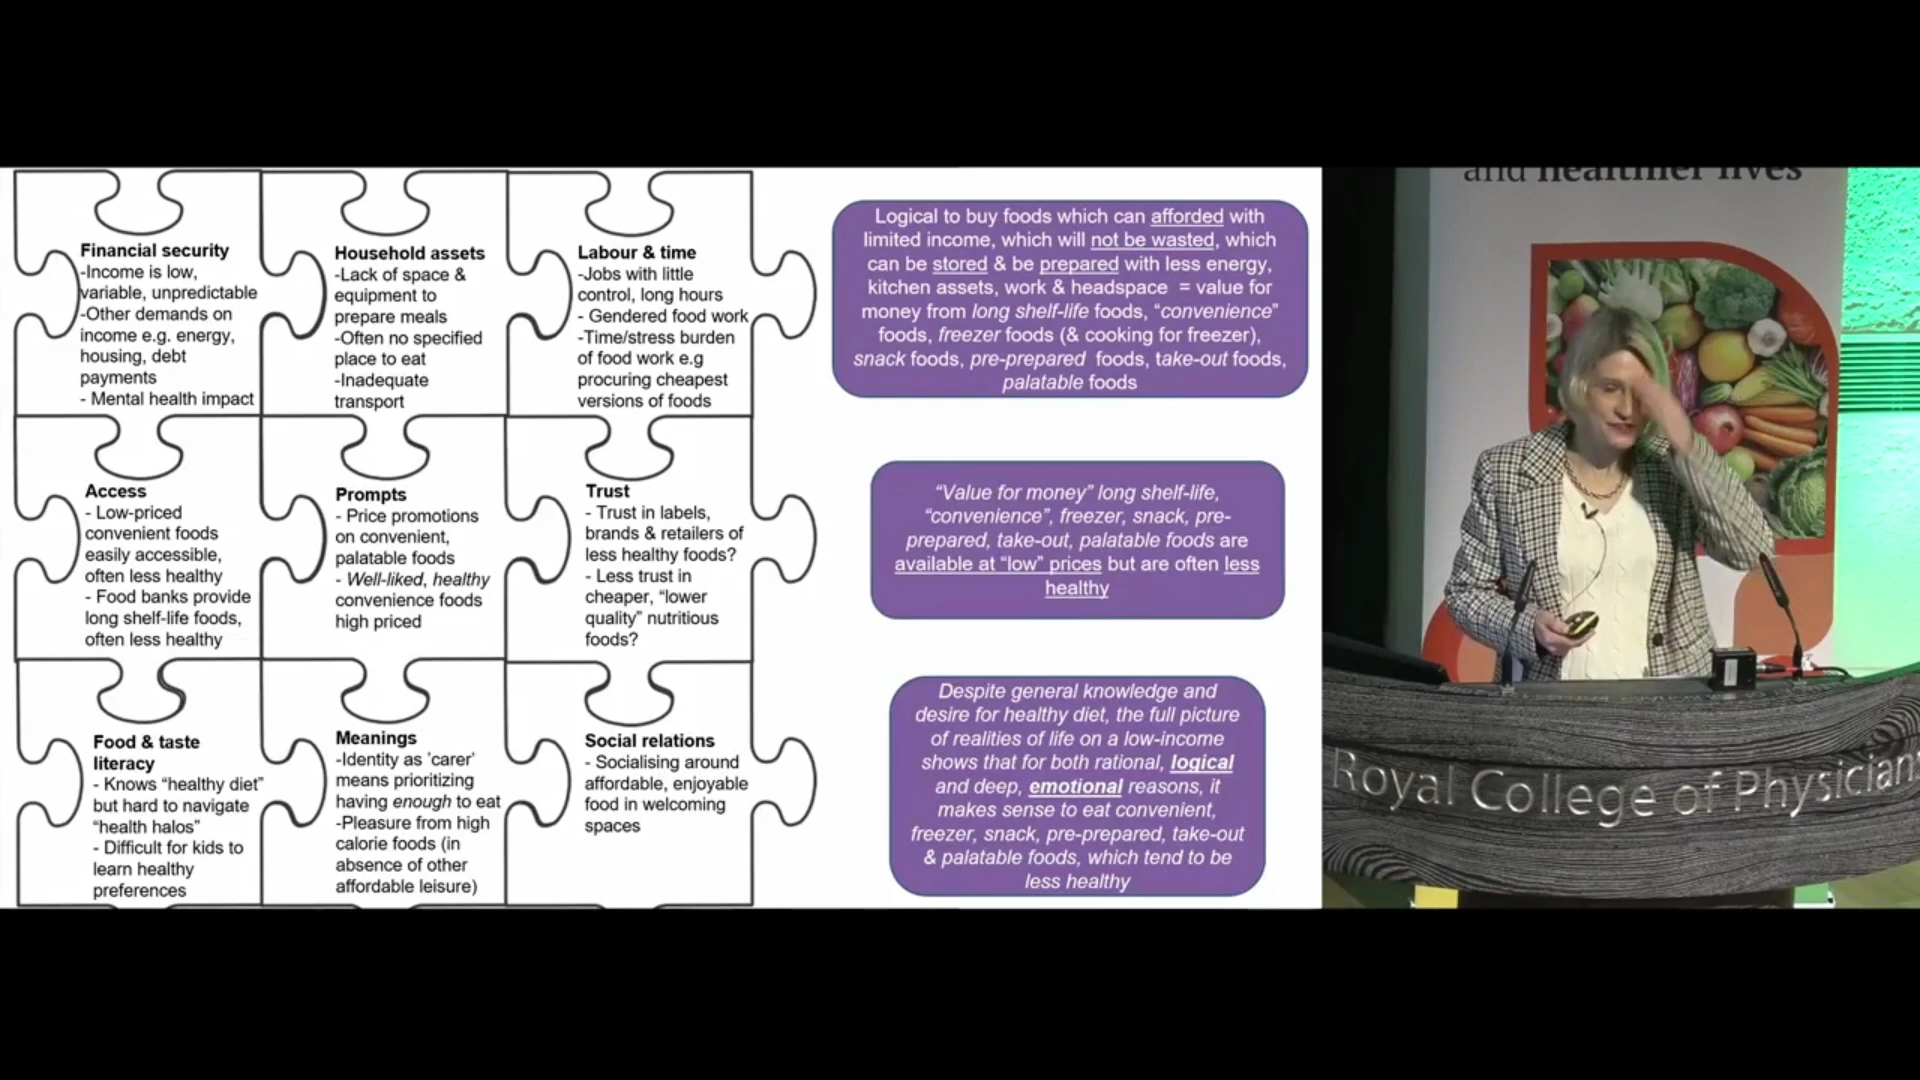 Financial security
-Income is low,
variable, unpredictable
-Other demands on
income e.g. energy,
housing, debt
payments
- Mental health impact
Household assets
-Lack of space &
equipment to
prepare meals
-Often no specified
place to eat
-Inadequate
transport
Labour & time
-Jobs with little
control, long hours
- Gendered food work
-Time/stress burden
of food work e.g
procuring cheapest
versions of foods
Access
- Low-priced
convenient foods
easily accessible,
often less healthy
- Food banks provide
long shelf-life foods,
often less healthy
Prompts
- Price promotions
on convenient,
palatable foods
- Well-liked, healthy
convenience foods
high priced
Trust
- Trust in labels,
brands & retailers of
less healthy foods?
- Less trust in
cheaper, “lower
quality” nutritious
foods?
Food & taste
literacy
- Knows “healthy diet”
but hard to navigate
“health halos”
- Difficult for kids to
learn healthy
preferences
Meanings
-Identity as 'carer'
means prioritizing
having enough to eat
-Pleasure from high
calorie foods (in
absence of other
affordable leisure)
Social relations
- Socialising around
affordable, enjoyable
food in welcoming
spaces
Logical to buy foods which can afforded with
limited income, which will not be wasted, which
can be stored & be prepared with less energy,
kitchen assets, work & headspace = value for
money from long shelf-life foods, “convenience”
foods, freezer foods (& cooking for freezer),
snack foods, pre-prepared foods, take-out foods,
palatable foods
“Value for money” long shelf-life,
“convenience”, freezer, snack, pre-
prepared, take-out, palatable foods are
available at “low” prices but are often less
healthy
Despite general knowledge and
desire for healthy diet, the full picture
of realities of life on a low-income
shows that for both rational, logical
and deep, emotional reasons, it
makes sense to eat convenient,
freezer, snack, pre-prepared, take-out
& palatable foods, which tend to be
less healthy
and healthier lives
Royal College of Physician